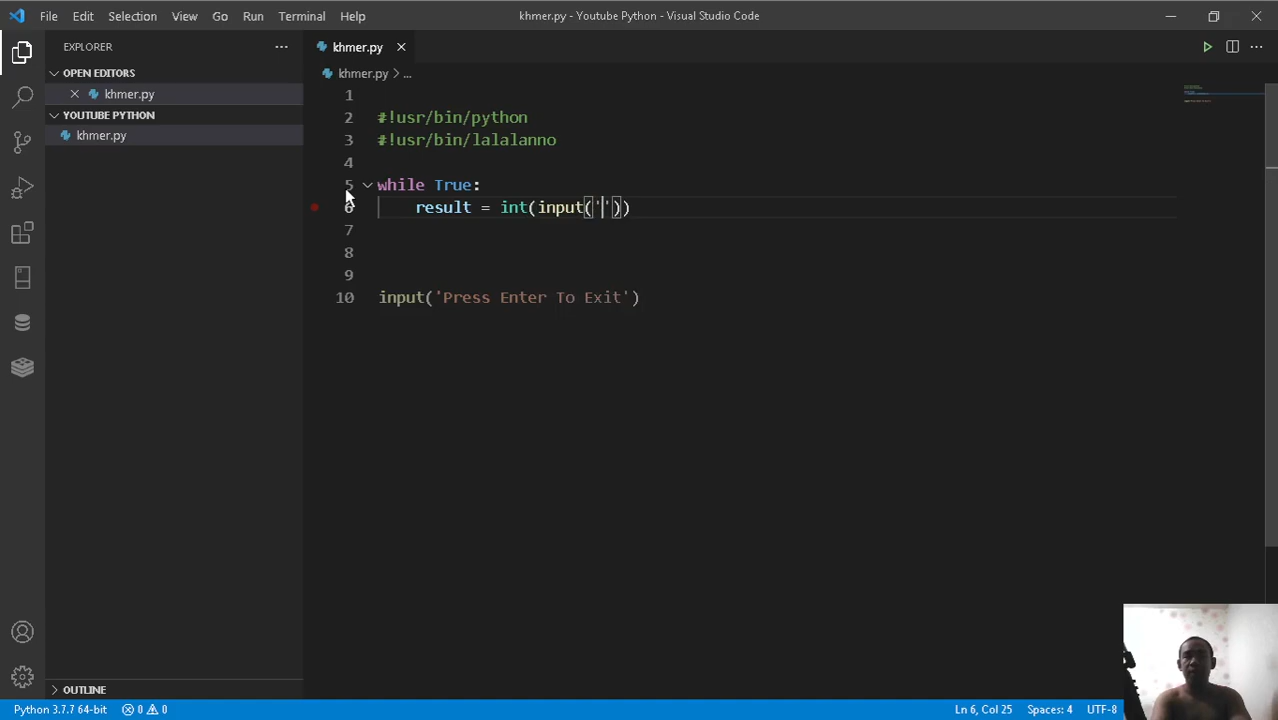 File Edit Selection View Go Run Terminal Help khmer.py - Youtube Python - Visual Studio Code
EXPLORER
OPEN EDITORS
khmer.py
YOUTUBE PYTHON
khmer.py
OUTLINE
khmer.py
khmer.py > ...
1
2 #!usr/bin/python
3 #!usr/bin/lalalanno
4
5 while True:
6 result = int(input(''))
7
8
9
10 input('Press Enter To Exit')
Python 3.7.7 64-bit 0 0 Ln 6, Col 25 Spaces: 4 UTF-8